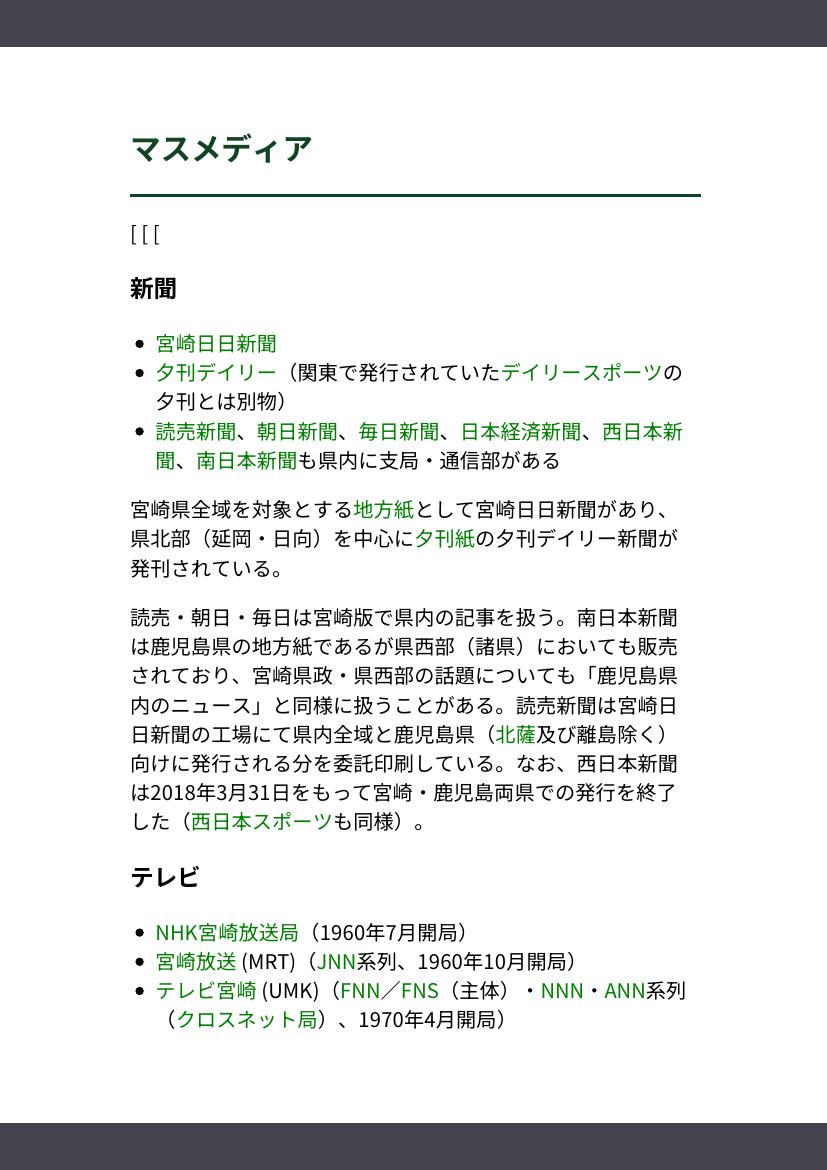 マスメディア
[ [ [
新聞
• 宮崎日日新聞
• 夕刊デイリー（関東で発行されていたデイリースポーツの
夕刊とは別物）
• 読売新聞、朝日新聞、毎日新聞、日本経済新聞、西日本新
聞、南日本新聞も県内に支局・通信部がある
宮崎県全域を対象とする地方紙として宮崎日日新聞があり、
県北部（延岡・日向）を中心に夕刊紙の夕刊デイリー新聞が
発刊されている。
読売・朝日・毎日は宮崎版で県内の記事を扱う。南日本新聞
は鹿児島県の地方紙であるが県西部（諸県）においても販売
されており、宮崎県政・県西部の話題についても「鹿児島県
内のニュース」と同様に扱うことがある。読売新聞は宮崎日
日新聞の工場にて県内全域と鹿児島県（北薩及び離島除く）
向けに発行される分を委託印刷している。なお、西日本新聞
は2018年3月31日をもって宮崎・鹿児島両県での発行を終了
した（西日本スポーツも同様）。
テレビ
• NHK宮崎放送局（1960年7月開局）
• 宮崎放送 (MRT)（JNN系列、1960年10月開局）
• テレビ宮崎 (UMK)（FNN／FNS（主体）・NNN・ANN系列
（クロスネット局）、1970年4月開局）